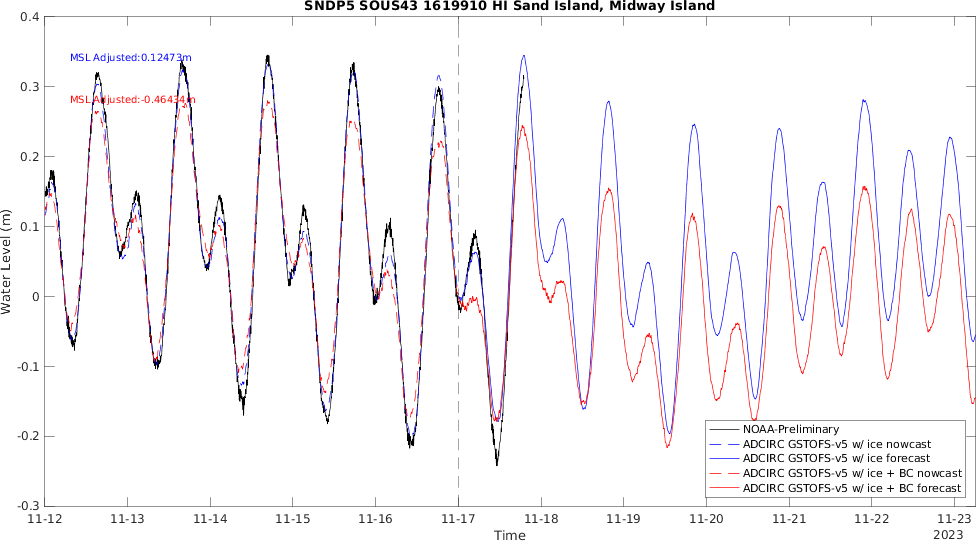 SNDP5 SOUS43 1619910 HI Sand Island, Midway Island
0.4
MSL Adjusted:0.12473m
0.3
MSL Adjusted:-0.46434m
0.2
0.1
Water Level (m)
0
-0.1
-0.2
NOAA-Preliminary
ADCIRC GSTOFS-v5 w/ ice nowcast
ADCIRC GSTOFS-v5 w/ ice forecast
ADCIRC GSTOFS-v5 w/ ice + BC nowcast
ADCIRC GSTOFS-v5 w/ ice + BC forecast
-0.3
11-12 11-13 11-14 11-15 11-16 11-17 11-18 11-19 11-20 11-21 11-22 11-23
Time 2023